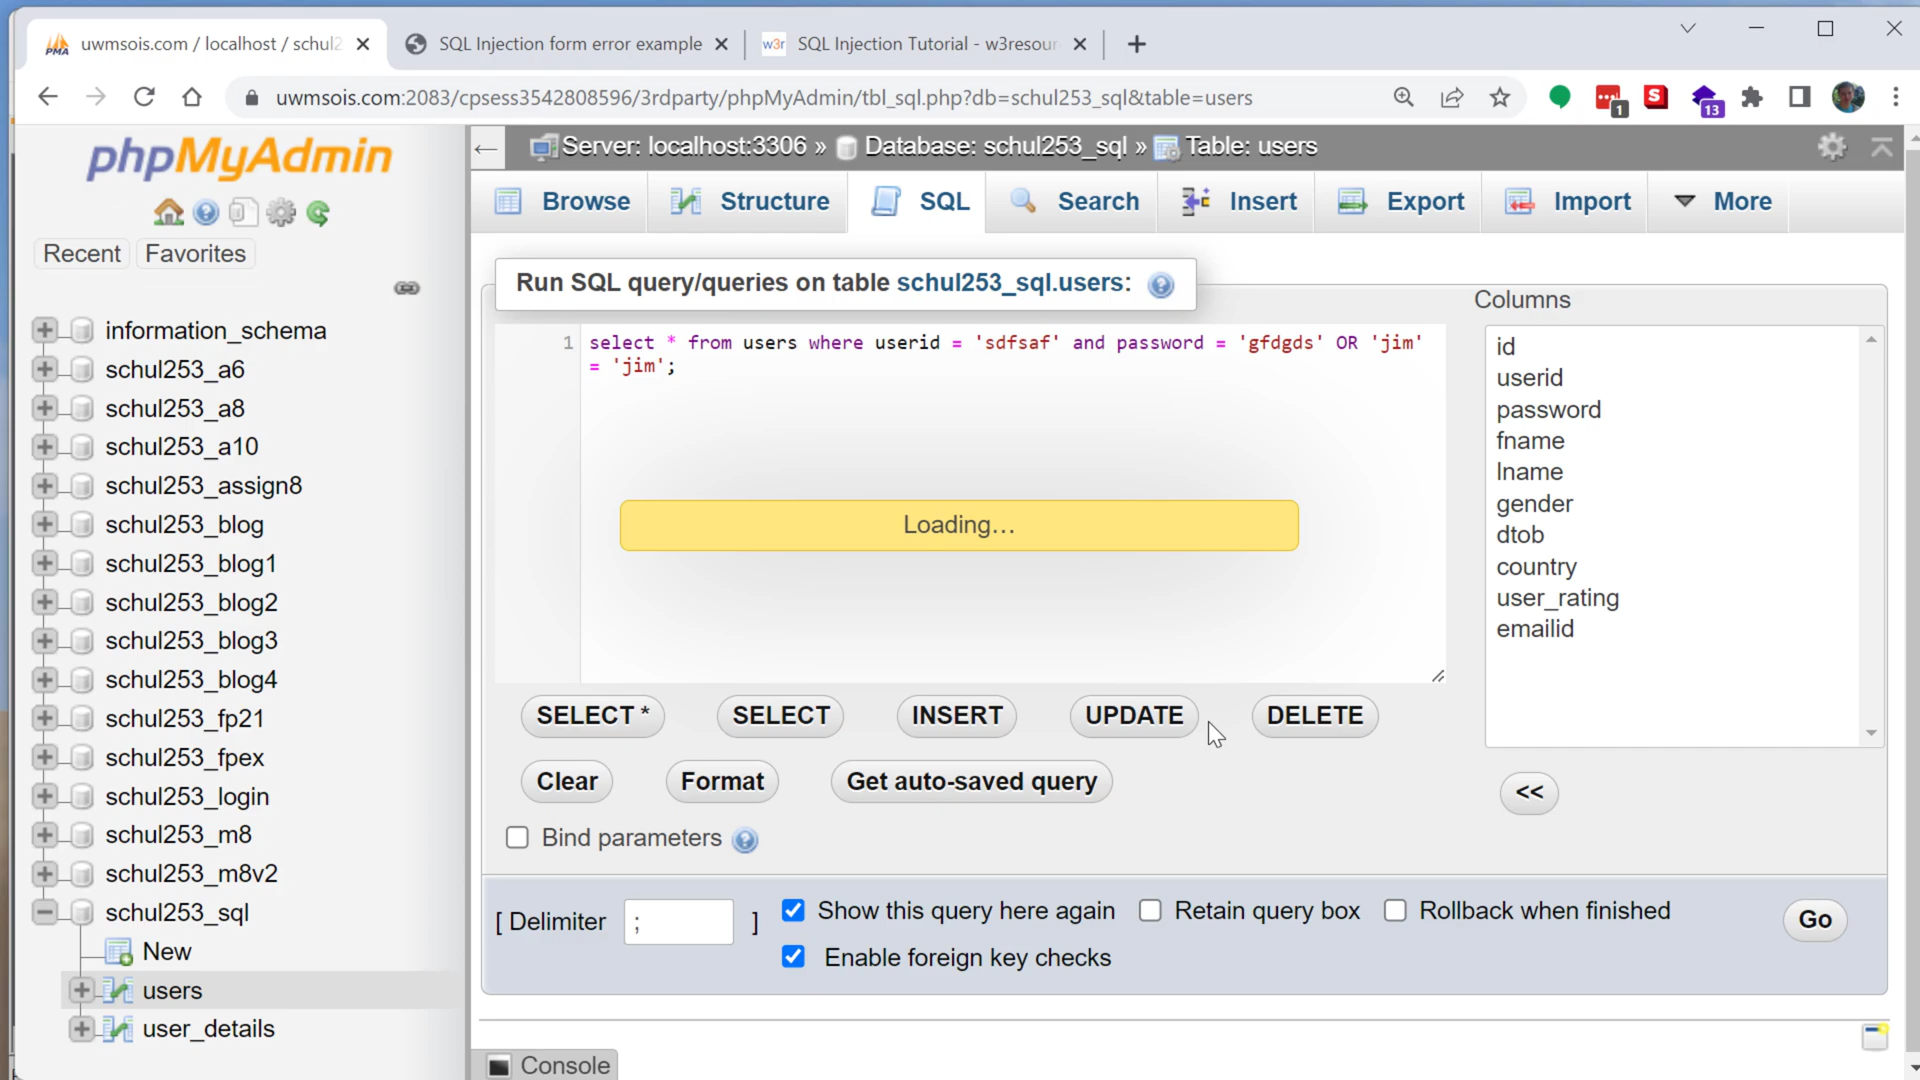 uwmsois.com / localhost / schul2
SQL Injection form error example
w3r SQL Injection Tutorial - w3resour
uwmsois.com:2083/cpsess3542808596/3rdparty/phpMyAdmin/tbl_sql.php?db=schul253_sql&table=users
1
S
13
phpMyAdmin
Recent
Favorites
information_schema
schul253_a6
schul253_a8
schul253_a10
schul253_assign8
schul253_blog
schul253_blog1
schul253_blog2
schul253_blog3
schul253_blog4
schul253_fp21
schul253_fpex
schul253_login
schul253_m8
schul253_m8v2
schul253_sql
New
users
user_details
Server: localhost:3306 » Database: schul253_sql » Table: users
Browse
Structure
SQL
Search
Insert
Export
Import
More
Run SQL query/queries on table schul253_sql.users:
1
select * from users where userid = 'sdfsaf' and password = 'gfdgds' OR 'jim'
= 'jim';
Loading…
Columns
id
userid
password
fname
lname
gender
dtob
country
user_rating
emailid
SELECT *
SELECT
INSERT
UPDATE
DELETE
Clear
Format
Get auto-saved query
<<
Bind parameters
[ Delimiter ; ]
Show this query here again
Retain query box
Rollback when finished
Enable foreign key checks
Go
Console